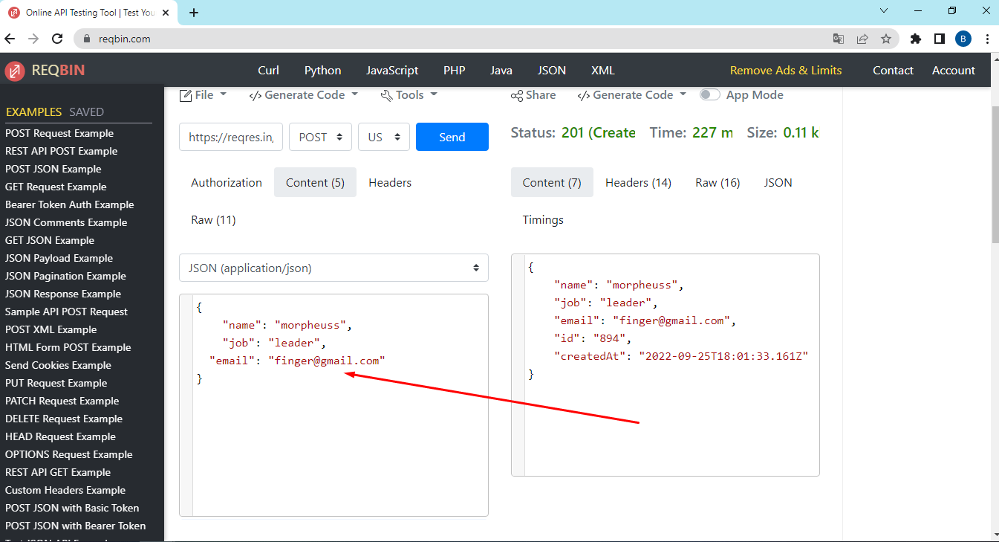 Online API Testing Tool | Test You
reqbin.com
B
REQBIN
Curl Python JavaScript PHP Java JSON XML Remove Ads & Limits Contact Account
EXAMPLES SAVED
POST Request Example
REST API POST Example
POST JSON Example
GET Request Example
Bearer Token Auth Example
JSON Comments Example
GET JSON Example
JSON Payload Example
JSON Pagination Example
JSON Response Example
Sample API POST Request
POST XML Example
HTML Form POST Example
Send Cookies Example
PUT Request Example
PATCH Request Example
DELETE Request Example
HEAD Request Example
OPTIONS Request Example
REST API GET Example
Custom Headers Example
POST JSON with Basic Token
POST JSON with Bearer Token
File </> Generate Code Tools
https://reqres.in, POST US Send
Authorization Content (5) Headers
Raw (11)
JSON (application/json)
{
"name": "morpheuss",
"job": "leader",
"email": "finger@gmail.com"
}
Share </> Generate Code App Mode
Status: 201 (Create Time: 227 m Size: 0.11 k
Content (7) Headers (14) Raw (16) JSON
Timings
{
"name": "morpheuss",
"job": "leader",
"email": "finger@gmail.com",
"id": "894",
"createdAt": "2022-09-25T18:01:33.161Z"
}